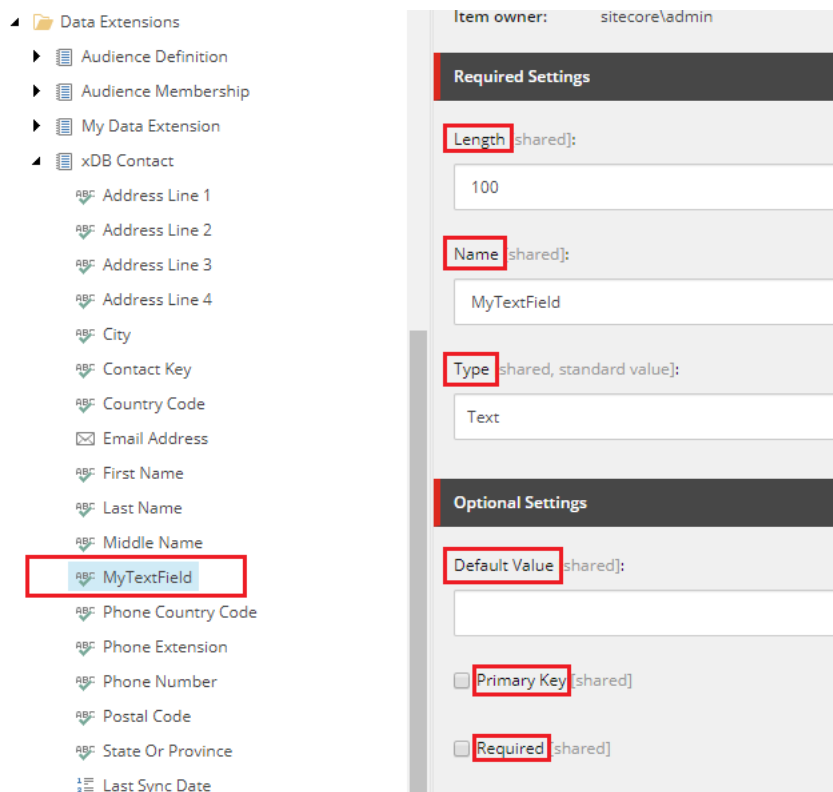 Data Extensions
Audience Definition
Audience Membership
My Data Extension
xDB Contact
Address Line 1
Address Line 2
Address Line 3
Address Line 4
City
Contact Key
Country Code
Email Address
First Name
Last Name
Middle Name
MyTextField
Phone Country Code
Phone Extension
Phone Number
Postal Code
State Or Province
Last Sync Date
Item owner: sitecore\admin
Required Settings
Length [shared]:
100
Name [shared]:
MyTextField
Type [shared, standard value]:
Text
Optional Settings
Default Value [shared]:
Primary Key [shared]
Required [shared]